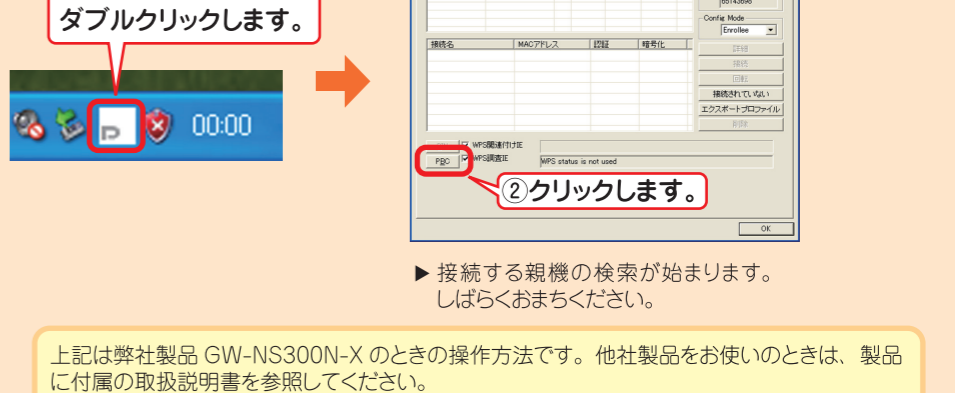 ダブルクリックします。
00:00
Config Mode
Enrollee
接続名 MACアドレス 認証 暗号化
詳細
接続
回転
接続されていない
エクスポートプロファイル
削除
WPS関連付けIE
PBC WPS調査IE WPS status is not used
②クリックします。
OK
▶ 接続する親機の検索が始まります。
しばらくおまちください。
上記は弊社製品 GW-NS300N-X のときの操作方法です。他社製品をお使いのときは、製品
に付属の取扱説明書を参照してください。